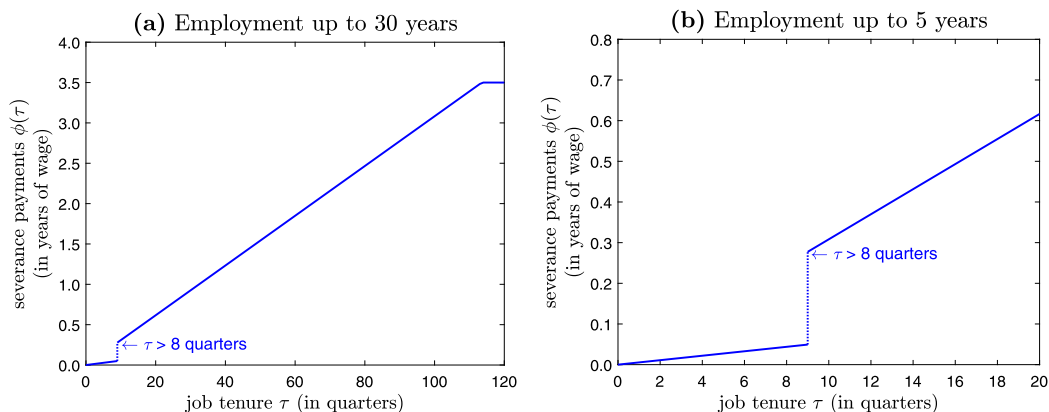 (a) Employment up to 30 years
4.0
3.5
3.0
2.5
2.0
1.5
1.0
0.5
0.0
severance payments ϕ(τ)
(in years of wage)
← τ > 8 quarters
0 20 40 60 80 100 120
job tenure τ (in quarters)
(b) Employment up to 5 years
0.8
0.7
0.6
0.5
0.4
0.3
0.2
0.1
0.0
severance payments ϕ(τ)
(in years of wage)
← τ > 8 quarters
0 2 4 6 8 10 12 14 16 18 20
job tenure τ (in quarters)